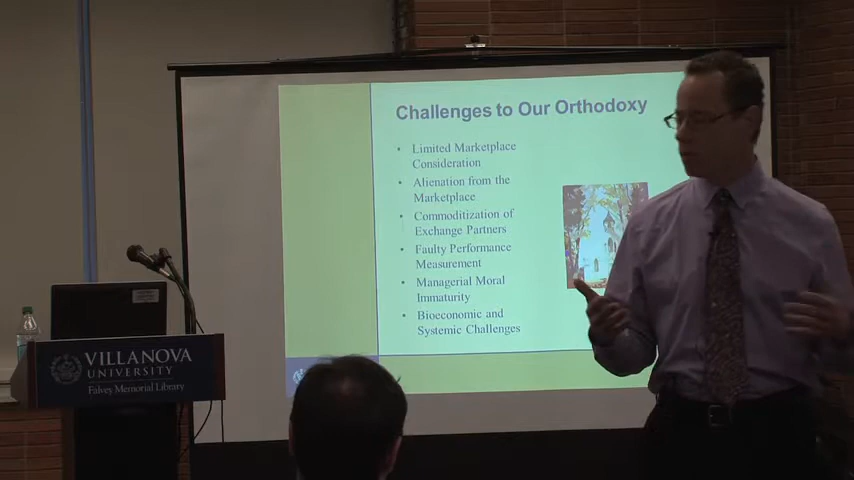 Challenges to Our Orthodoxy
• Limited Marketplace
Consideration
• Alienation from the
Marketplace
• Commoditization of
Exchange Partners
• Faulty Performance
Measurement
• Managerial Moral
Immaturity
• Bioeconomic and
Systemic Challenges
VILLANOVA
UNIVERSITY
Falvey Memorial Library